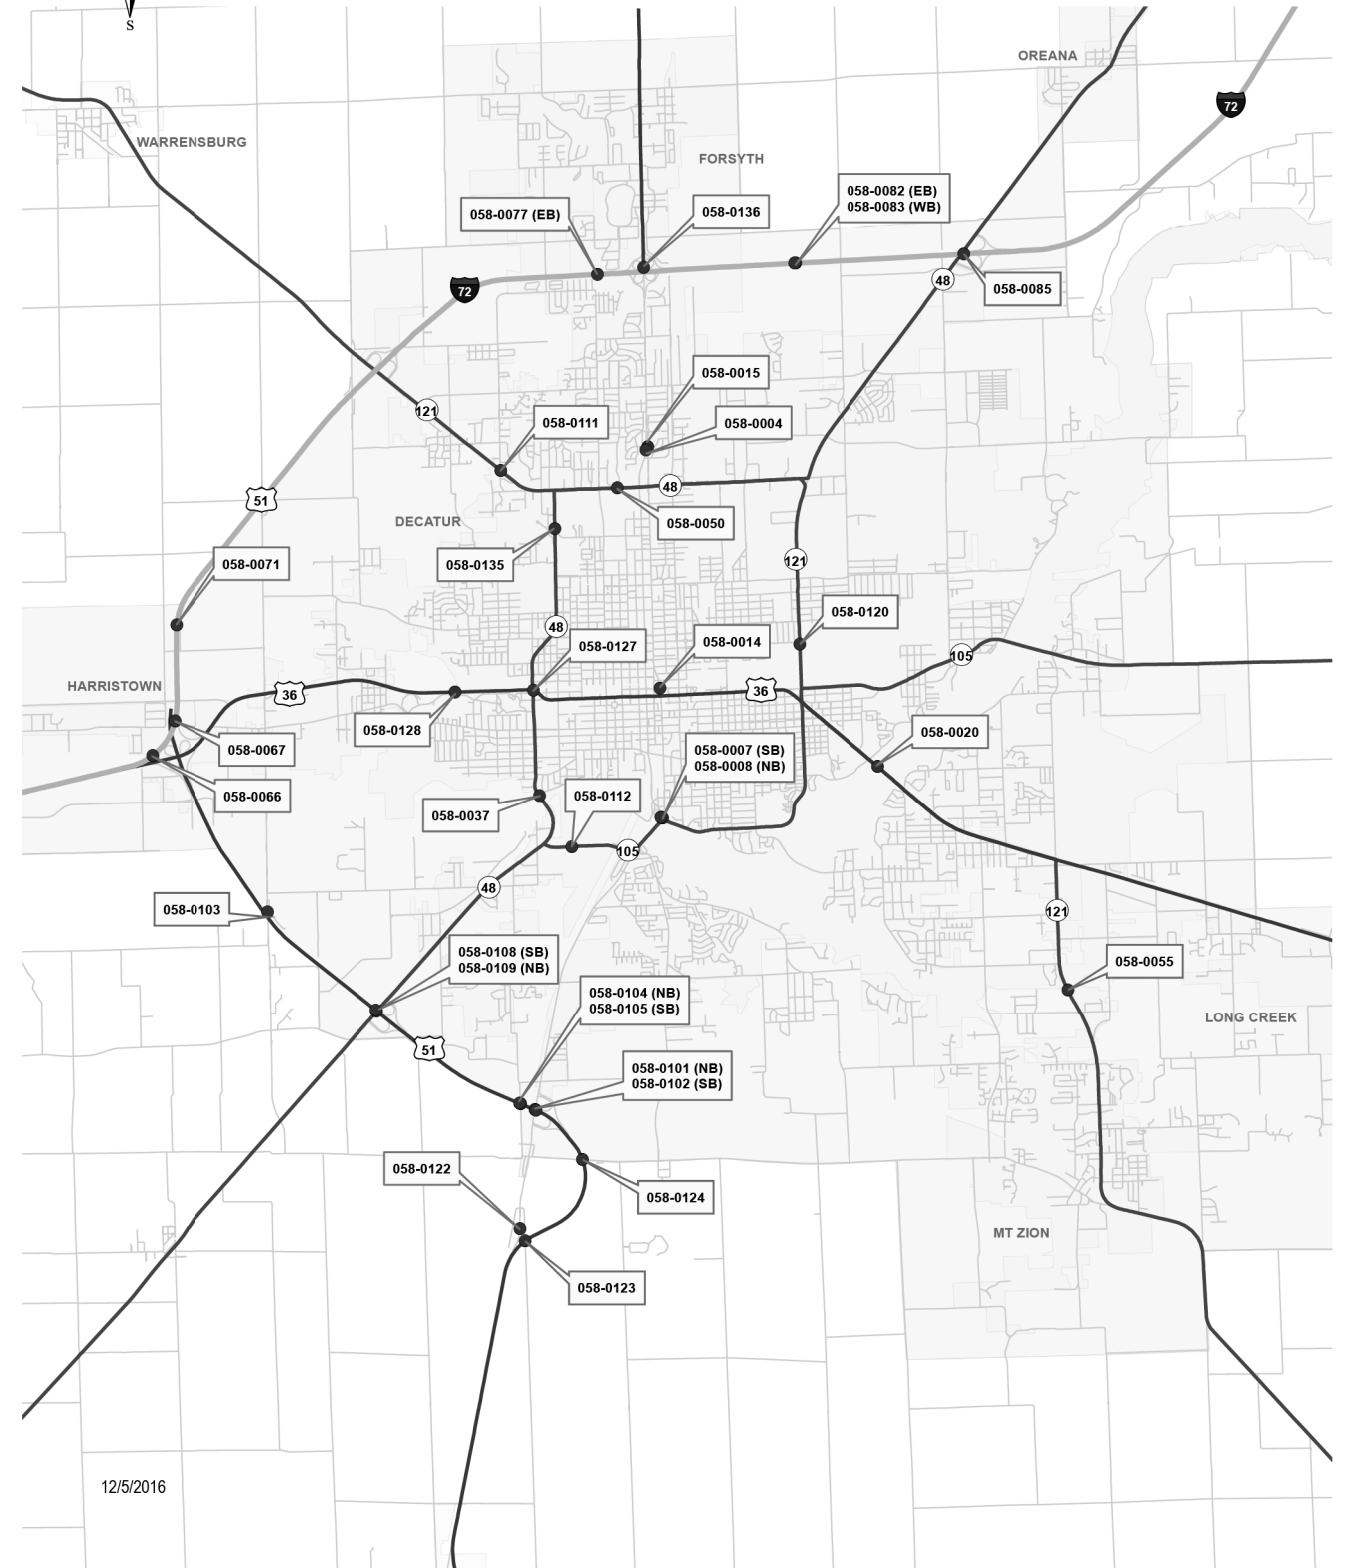 S
OREANA
72
WARRENSBURG
FORSYTH
058-0082 (EB)
058-0083 (WB)
058-0077 (EB)
058-0136
72
48
058-0085
058-0015
121
058-0111
058-0004
48
51
DECATUR
058-0050
058-0135
121
058-0071
058-0120
48
058-0127
058-0014
105
HARRISTOWN
36
36
058-0128
058-0020
058-0067
058-0007 (SB)
058-0008 (NB)
058-0066
058-0037
058-0112
105
48
058-0103
121
058-0108 (SB)
058-0109 (NB)
058-0055
058-0104 (NB)
058-0105 (SB)
LONG CREEK
51
058-0101 (NB)
058-0102 (SB)
058-0122
058-0124
MT ZION
058-0123
12/5/2016